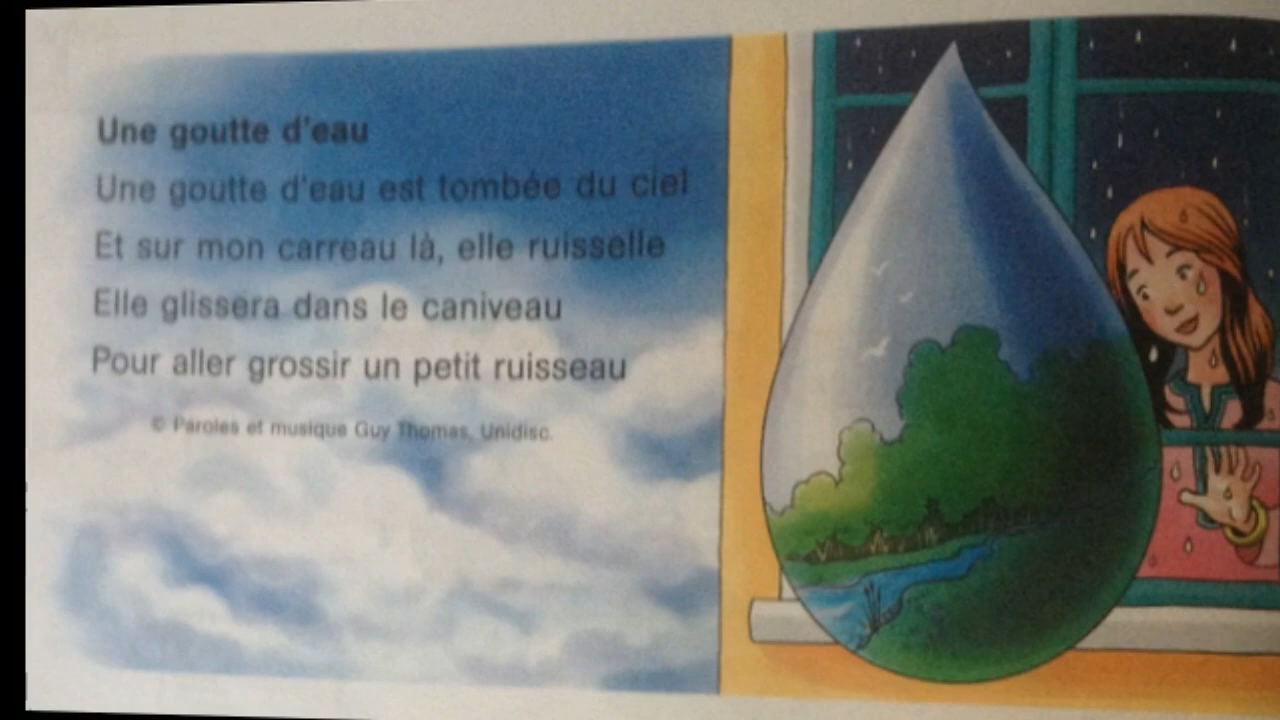 Une goutte d'eau
Une goutte d'eau est tombée du ciel
Et sur mon carreau là, elle ruisselle
Elle glissera dans le caniveau
Pour aller grossir un petit ruisseau
© Paroles et musique Guy Thomas, Unidisc.